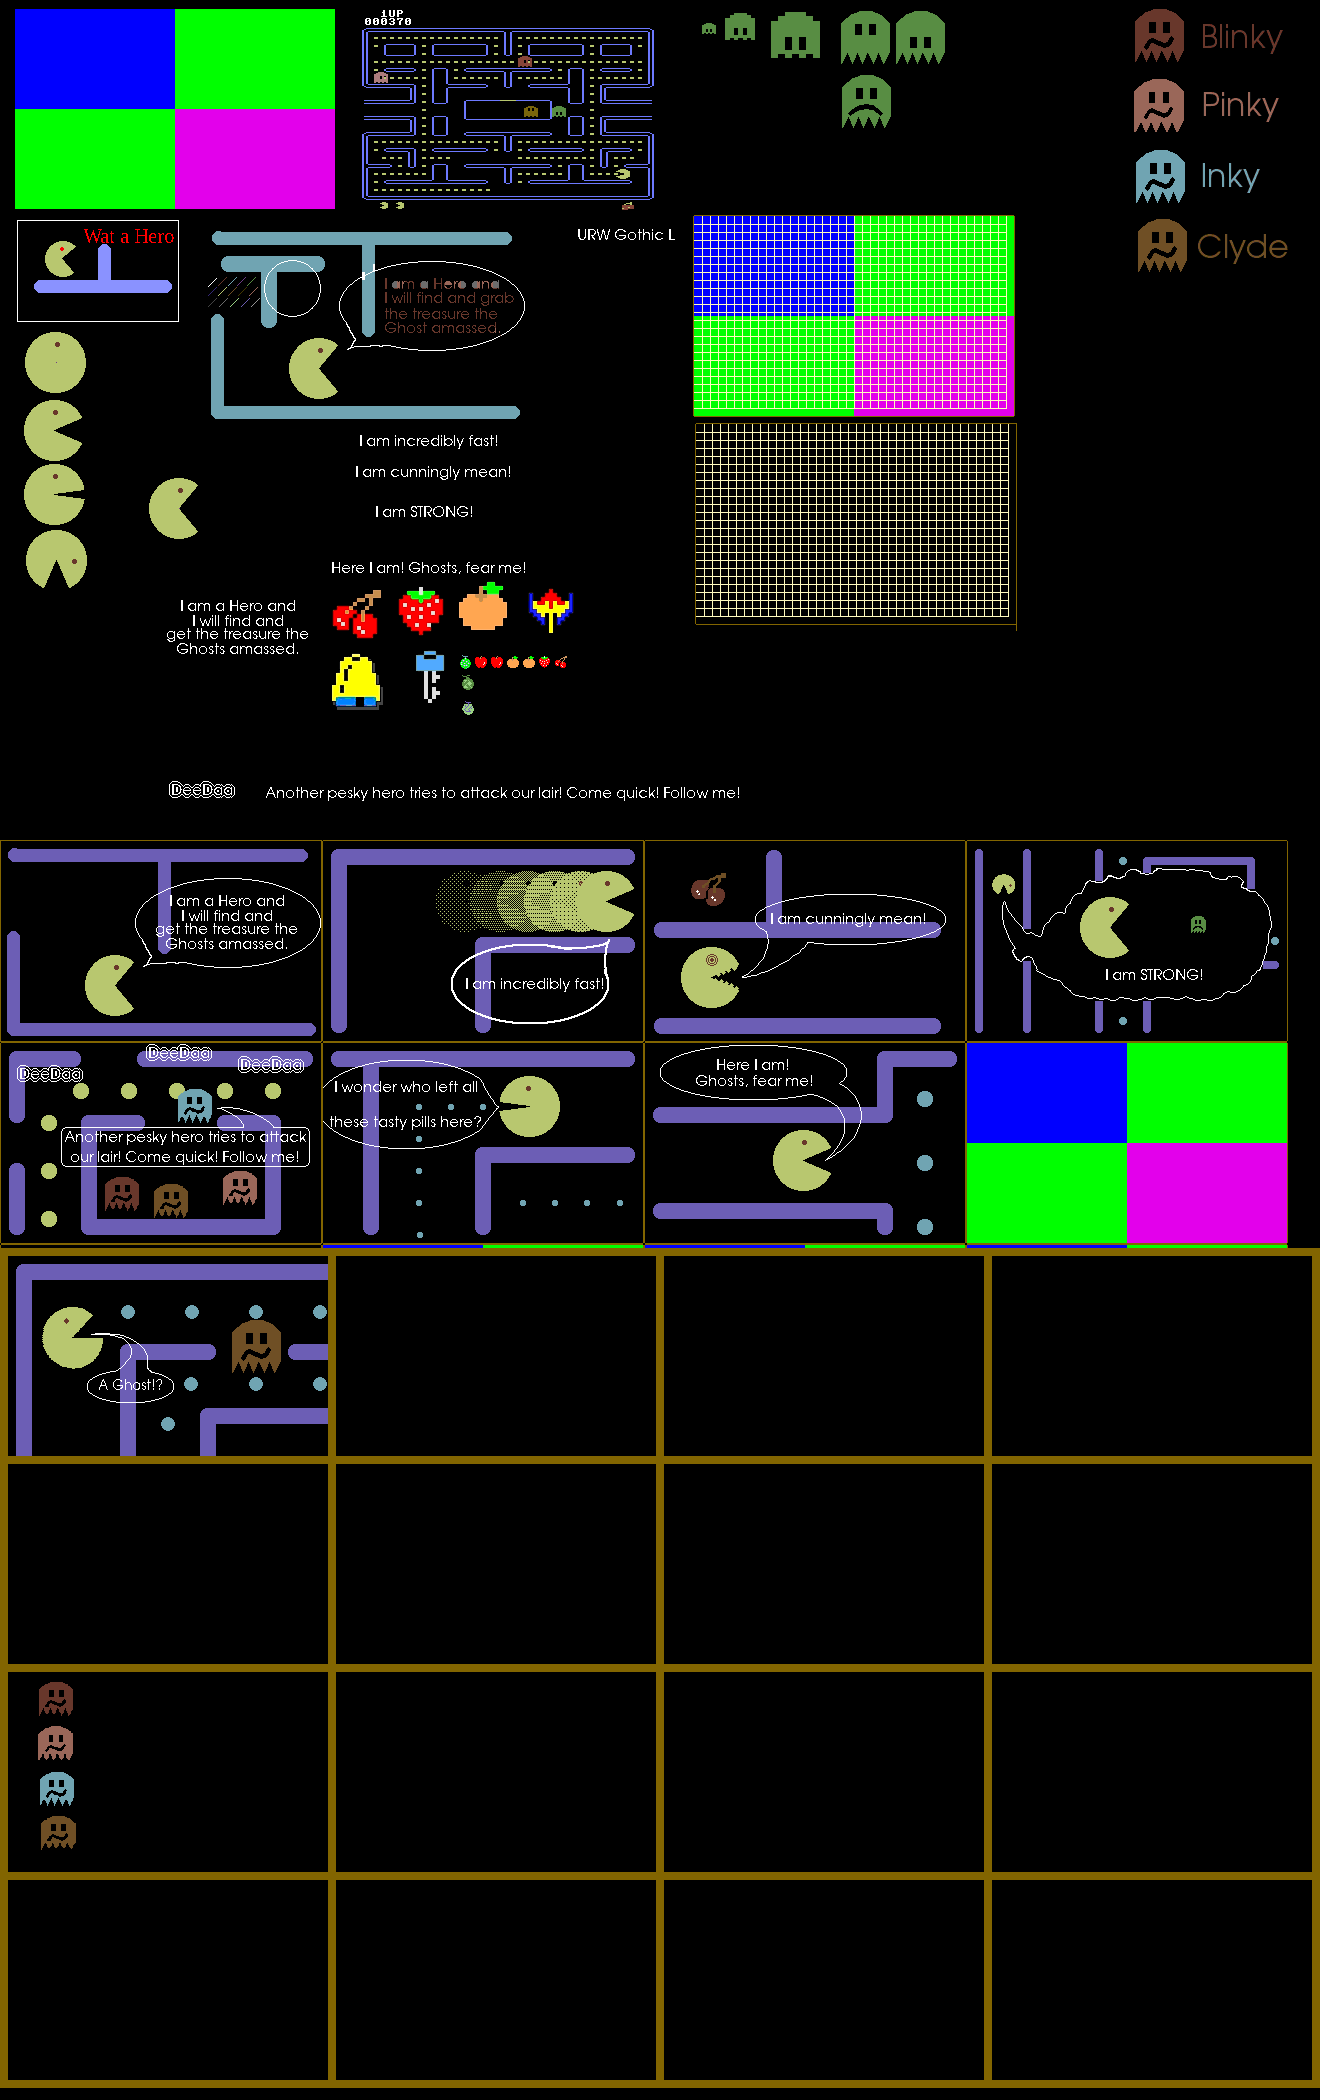 1UP
000370
Blinky
Pinky
Inky
Clyde
Wat a Hero
URW Gothic L
I am a Hero and
I will find and grab
the treasure the
Ghost amassed.
I am incredibly fast!
I am cunningly mean!
I am STRONG!
Here I am! Ghosts, fear me!
I am a Hero and
I will find and
get the treasure the
Ghosts amassed.
DeeDaa
Another pesky hero tries to attack our lair! Come quick! Follow me!
I am a Hero and
I will find and
get the treasure the
Ghosts amassed.
I am incredibly fast!
I am cunningly mean!
I am STRONG!
DeeDaa
DeeDaa
DeeDaa
Another pesky hero tries to attack
our lair! Come quick! Follow me!
I wonder who left all
these tasty pills here?
Here I am!
Ghosts, fear me!
A Ghost!?